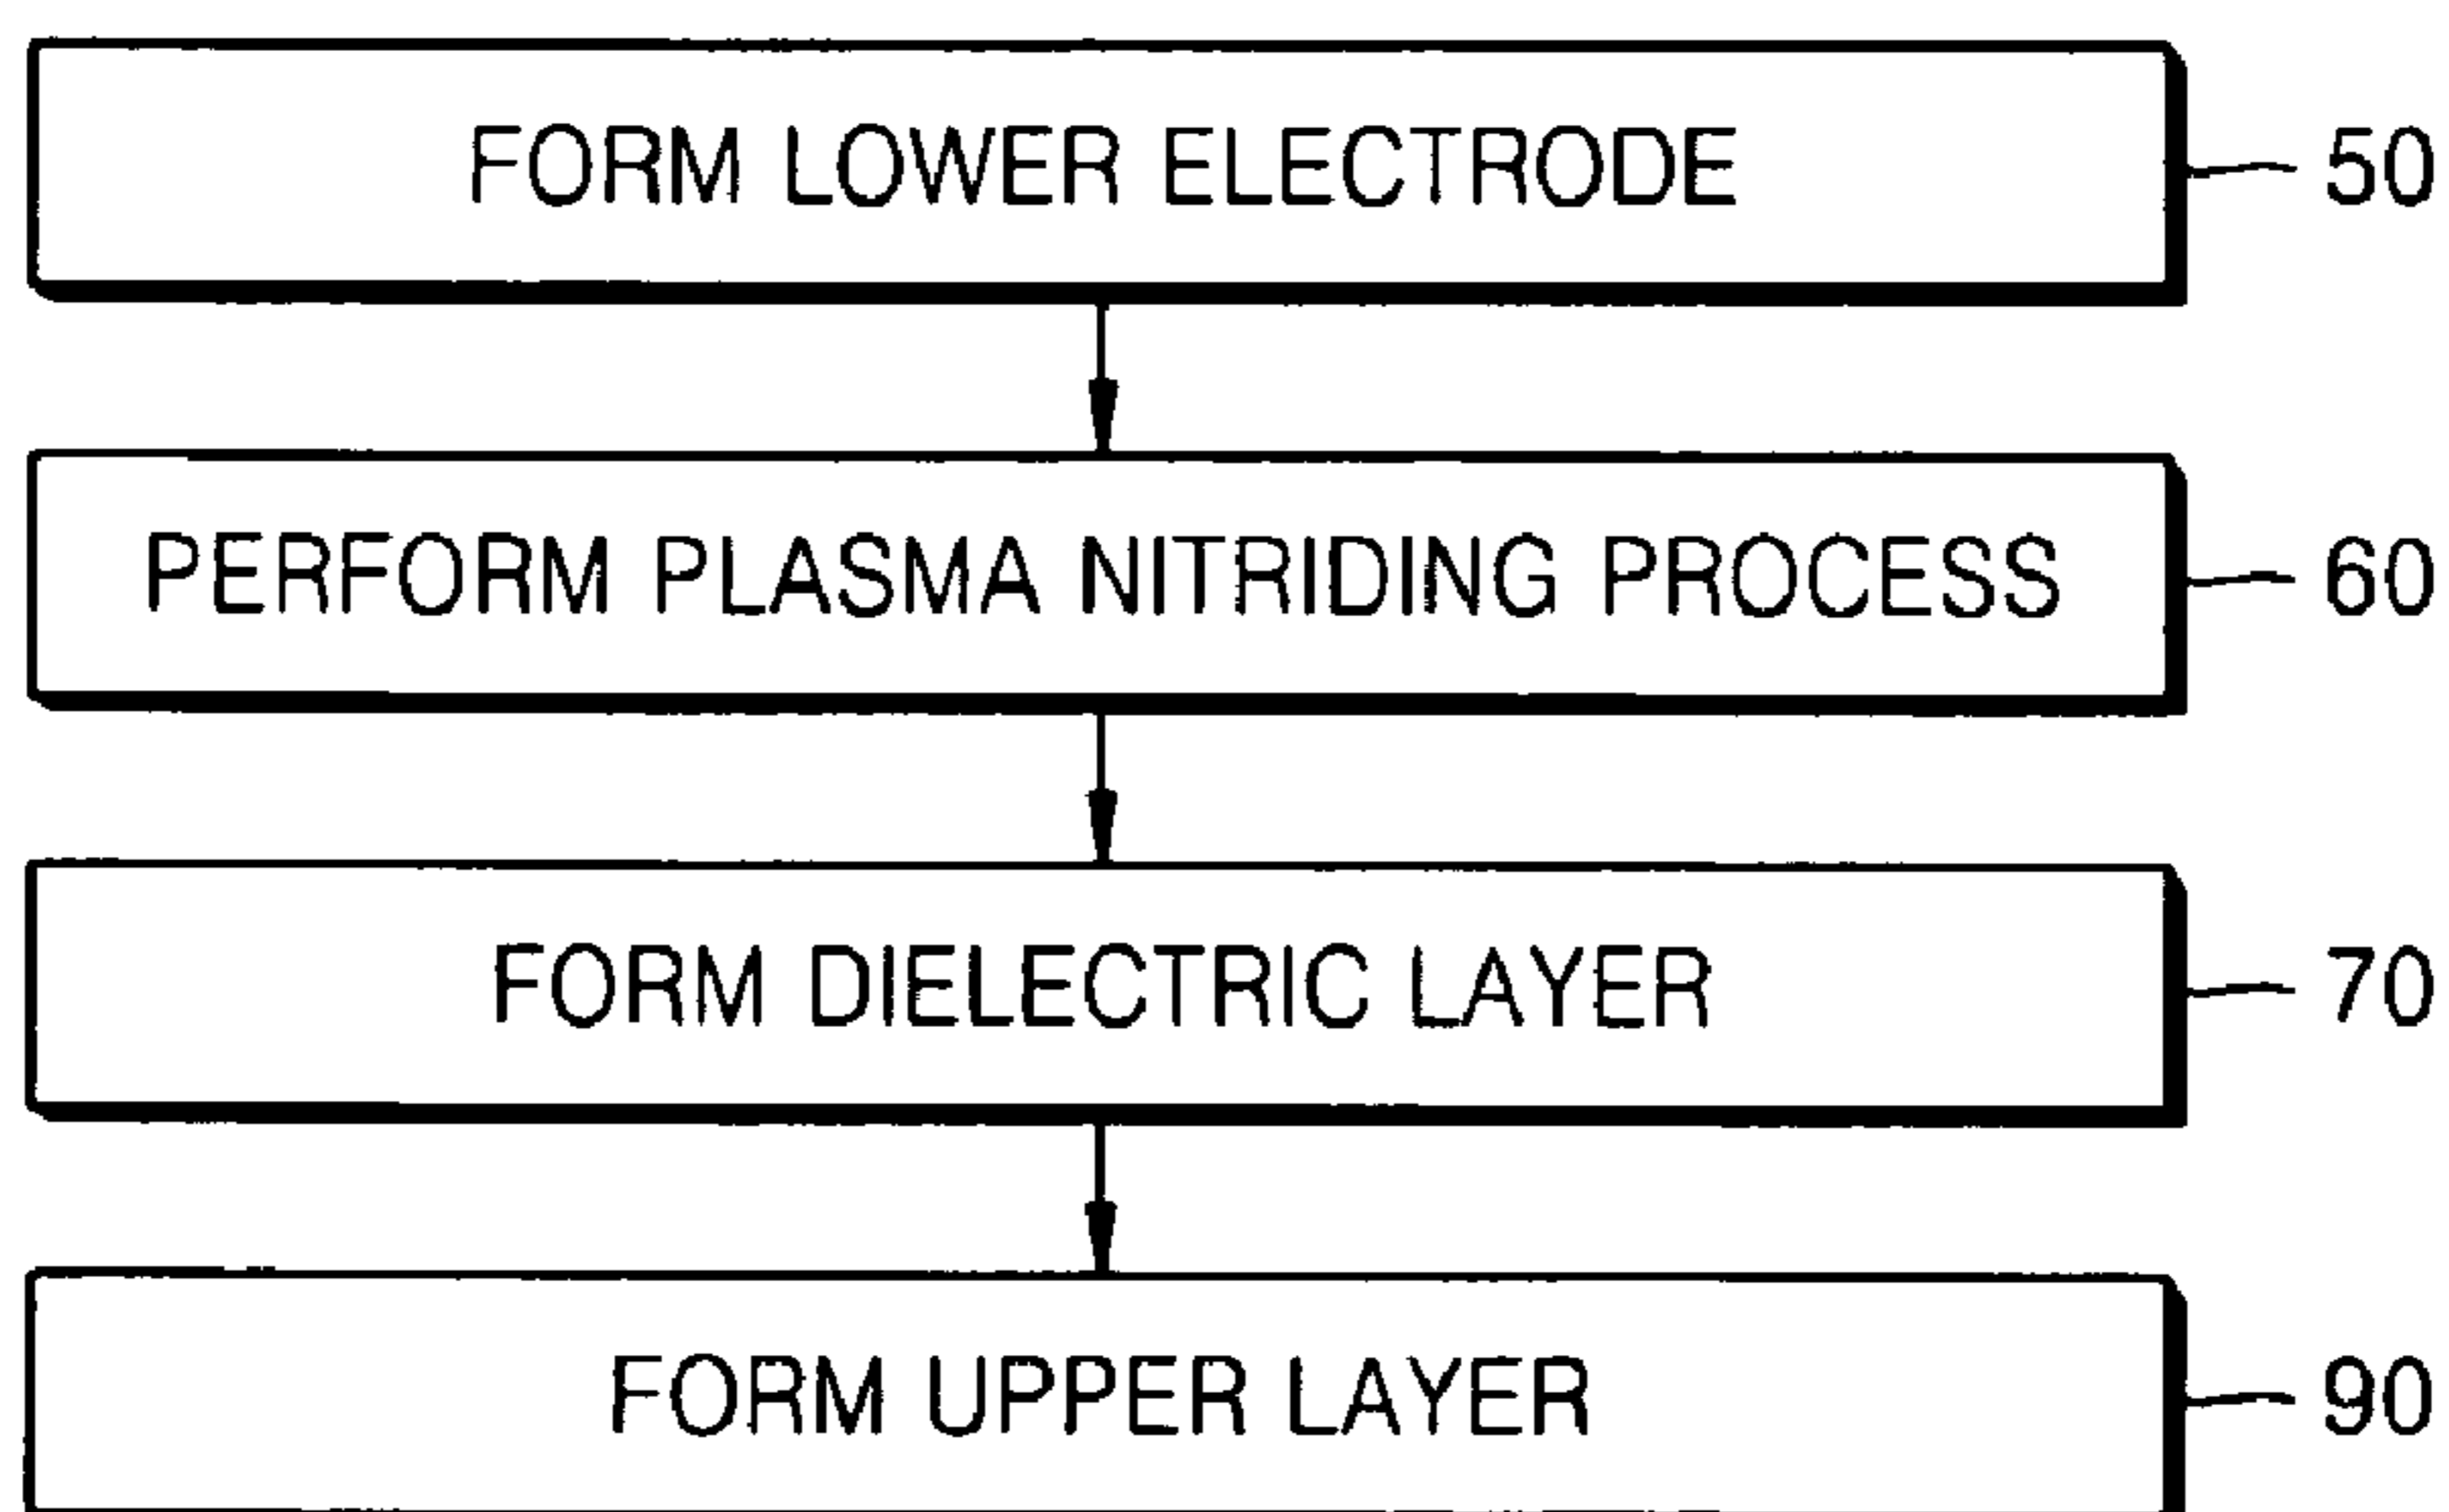 FORM LOWER ELECTRODE 50
PERFORM PLASMA NITRIDING PROCESS 60
FORM DIELECTRIC LAYER 70
FORM UPPER LAYER 90